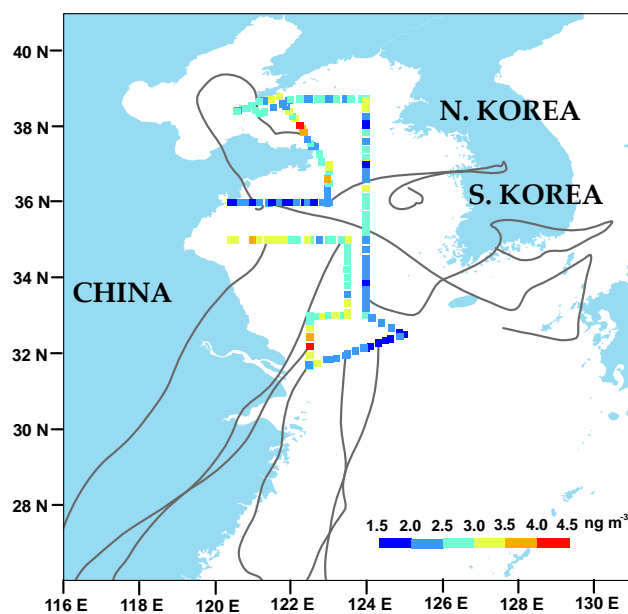 40 N
38 N
36 N
34 N
32 N
30 N
28 N
N. KOREA
S. KOREA
CHINA
1.5 2.0 2.5 3.0 3.5 4.0 4.5 ng m⁻³
116 E 118 E 120 E 122 E 124 E 126 E 128 E 130 E